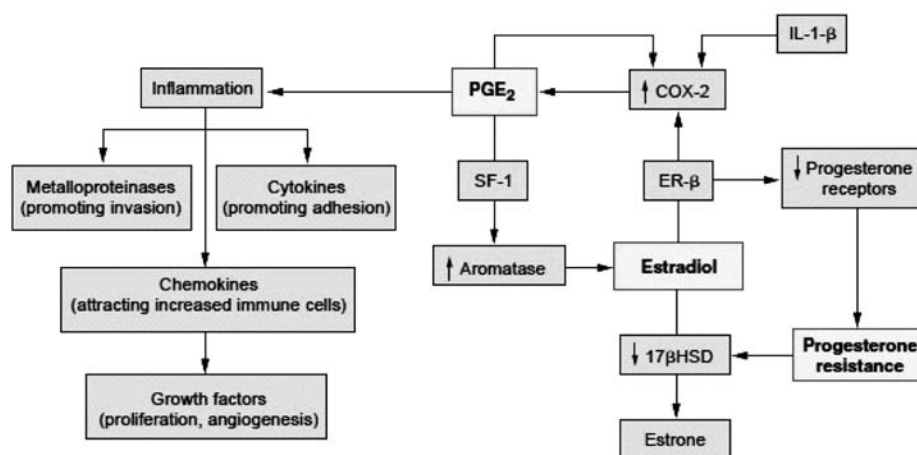 IL-1-β
Inflammation
PGE₂
↑ COX-2
Metalloproteinases
(promoting invasion)
Cytokines
(promoting adhesion)
SF-1
ER-β
↓ Progesterone
receptors
↑ Aromatase
Estradiol
Chemokines
(attracting increased immune cells)
↓ 17βHSD
Progesterone
resistance
Growth factors
(proliferation, angiogenesis)
Estrone